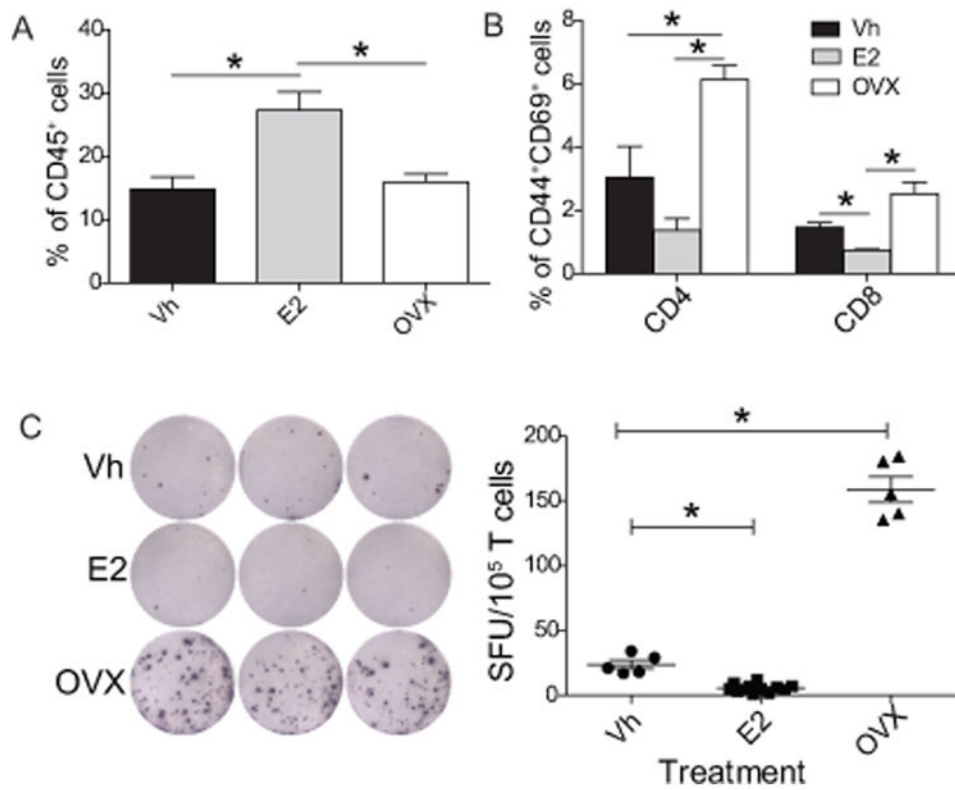 A
% of CD45⁺ cells
40
30
20
10
0
*
*
Vh
E2
OVX
B
% of CD44⁺CD69⁺ cells
8
6
4
2
0
*
*
*
*
Vh
E2
OVX
CD4
CD8
C
Vh
E2
OVX
SFU/10⁵ T cells
200
150
100
50
0
*
*
Vh
E2
OVX
Treatment